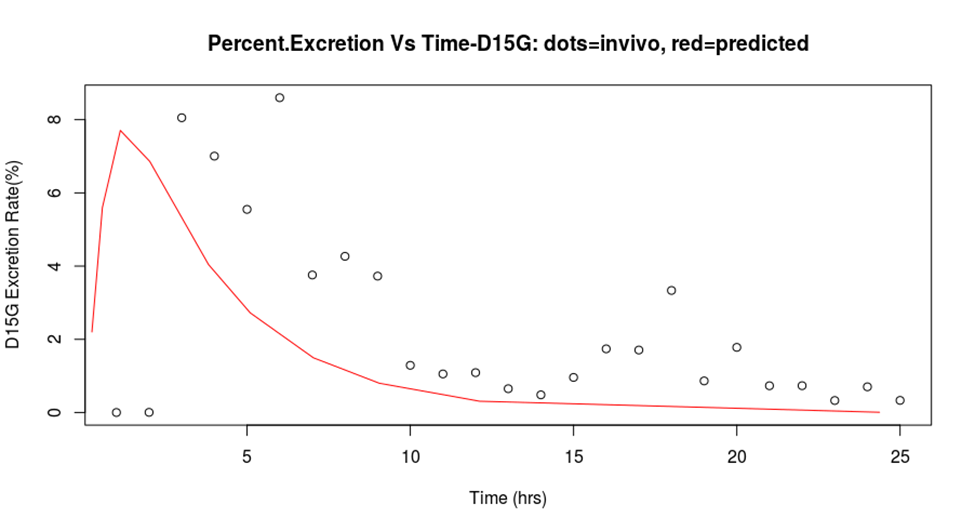 Percent.Excretion Vs Time-D15G: dots=invivo, red=predicted
D15G Excretion Rate(%)
8
6
4
2
0
5 10 15 20 25
Time (hrs)